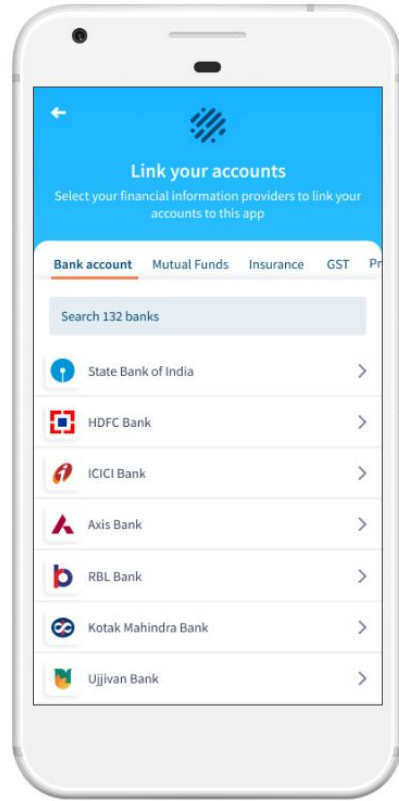 Link your accounts
Select your financial information providers to link your
accounts to this app
Bank account Mutual Funds Insurance GST Pr
Search 132 banks
State Bank of India
HDFC Bank
ICICI Bank
Axis Bank
RBL Bank
Kotak Mahindra Bank
Ujjivan Bank